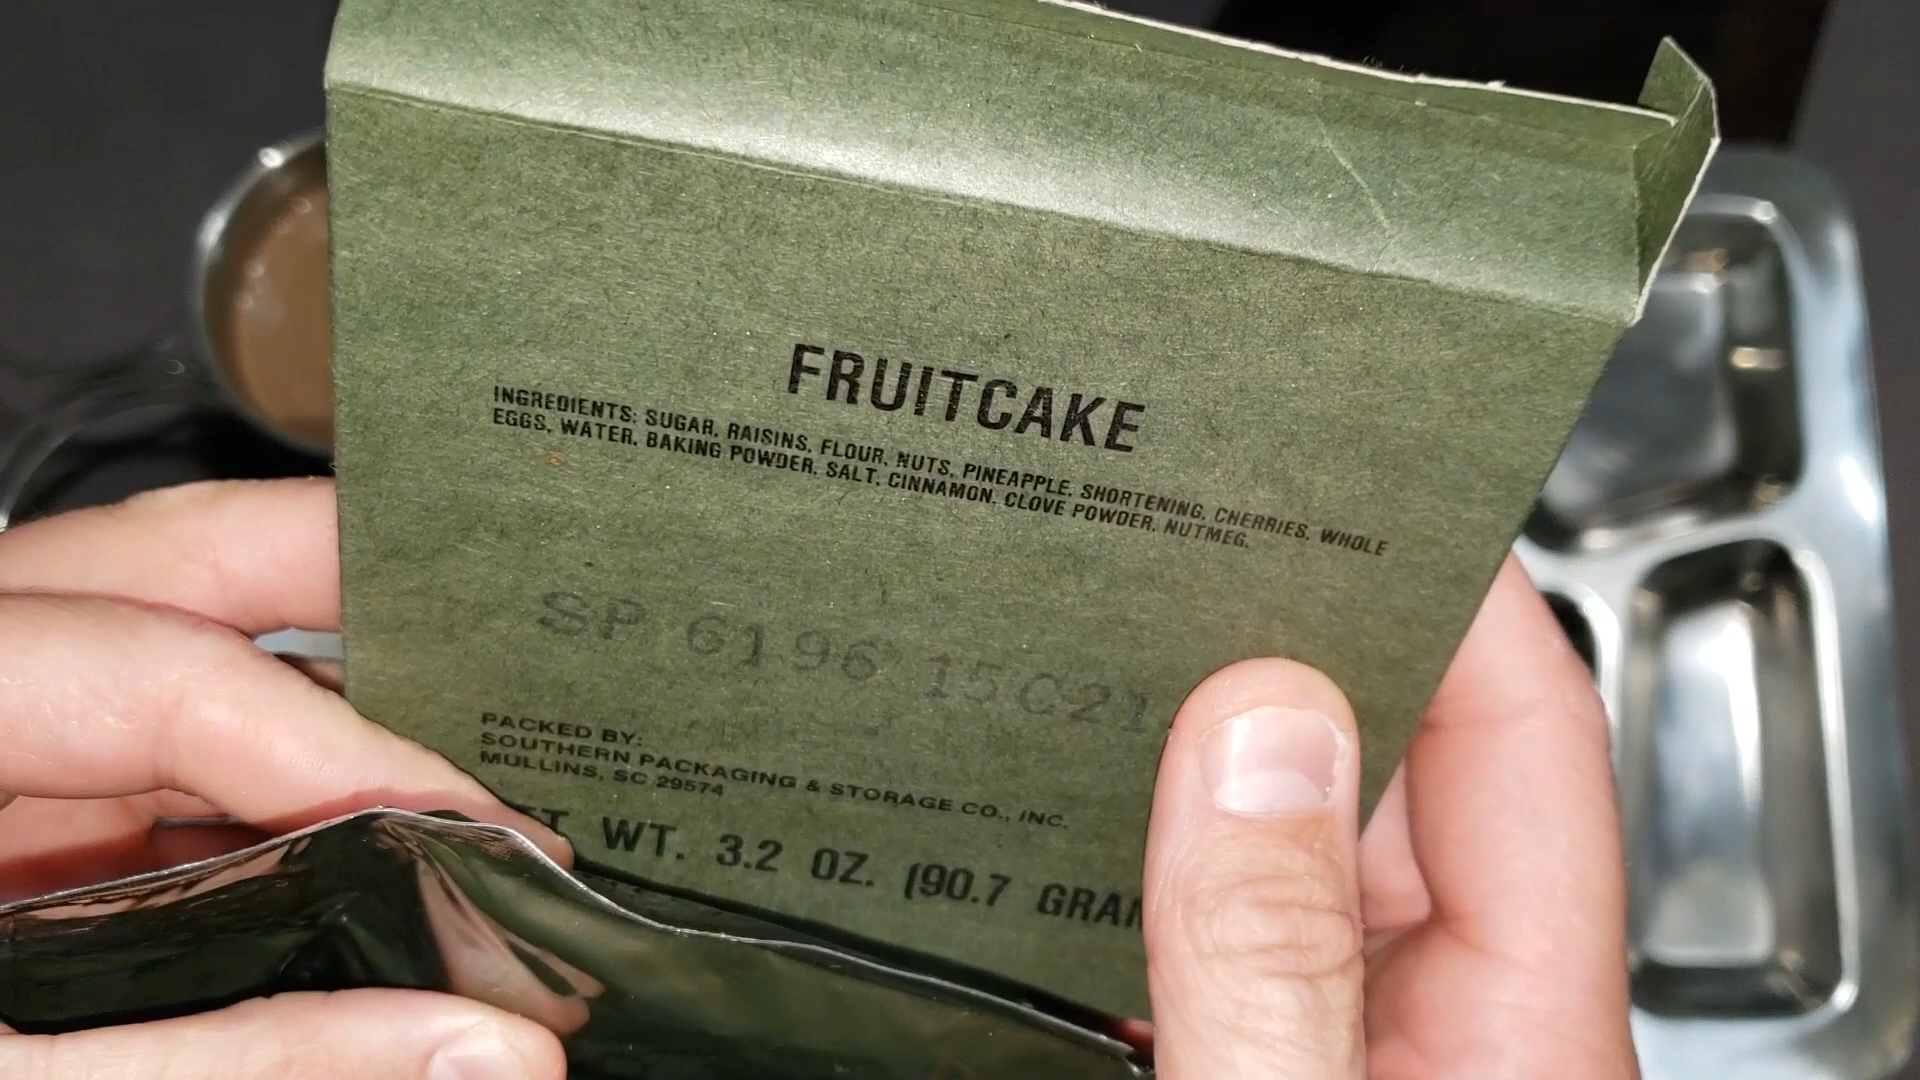 FRUITCAKE
INGREDIENTS: SUGAR, RAISINS, FLOUR, NUTS, PINEAPPLE, SHORTENING, CHERRIES, WHOLE
EGGS, WATER, BAKING POWDER, SALT, CINNAMON, CLOVE POWDER, NUTMEG.
SP 6196 15C21
PACKED BY:
SOUTHERN PACKAGING & STORAGE CO., INC.
MULLINS, SC 29574
WT. 3.2 OZ. (90.7